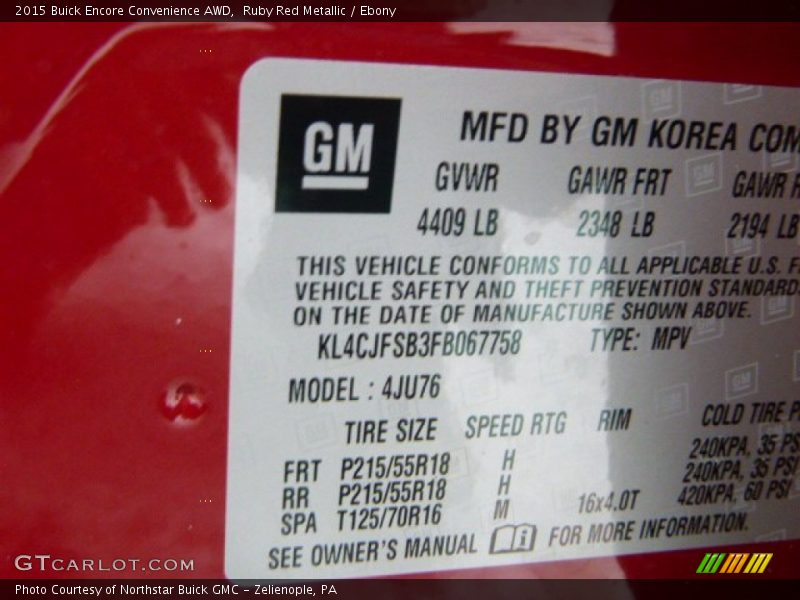 2015 Buick Encore Convenience AWD,  Ruby Red Metallic / Ebony
GM
MFD BY GM KOREA COM
GVWR GAWR FRT GAWR R
4409 LB 2348 LB 2194 LB
THIS VEHICLE CONFORMS TO ALL APPLICABLE U.S. F
VEHICLE SAFETY AND THEFT PREVENTION STANDARD
ON THE DATE OF MANUFACTURE SHOWN ABOVE.
KL4CJFSB3FB067758 TYPE: MPV
MODEL : 4JU76
TIRE SIZE SPEED RTG RIM COLD TIRE P
FRT P215/55R18 H 240KPA, 35 PSI
RR P215/55R18 H 240KPA, 35 PSI
SPA T125/70R16 M 16x4.0T 420KPA, 60 PSI
SEE OWNER'S MANUAL FOR MORE INFORMATION.
GTCARLOT.COM
Photo Courtesy of Northstar Buick GMC - Zelienople, PA